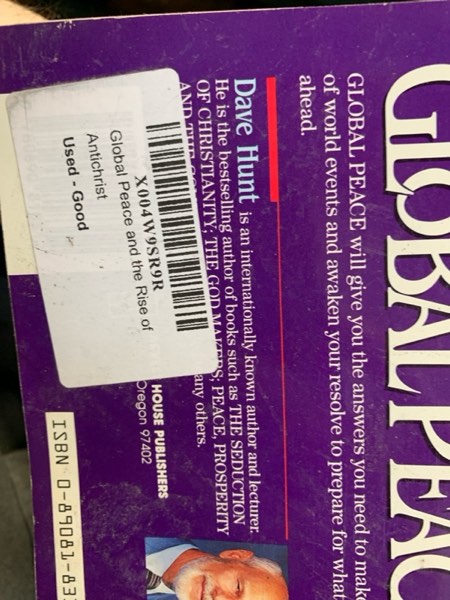 GLOBAL PEAC
GLOBAL PEACE will give you the answers you need to make
of world events and awaken your resolve to prepare for what
ahead.
Dave Hunt is an internationally known author and lecturer.
He is the bestselling author of books such as THE SEDUCTION
OF CHRISTIANITY; THE GOD MAKERS; PEACE, PROSPERITY
AND THE
any others.
X004W9SR9R
Global Peace and the Rise of
Antichrist
Used - Good
HOUSE PUBLISHERS
Oregon 97402
ISBN 0-89081-83